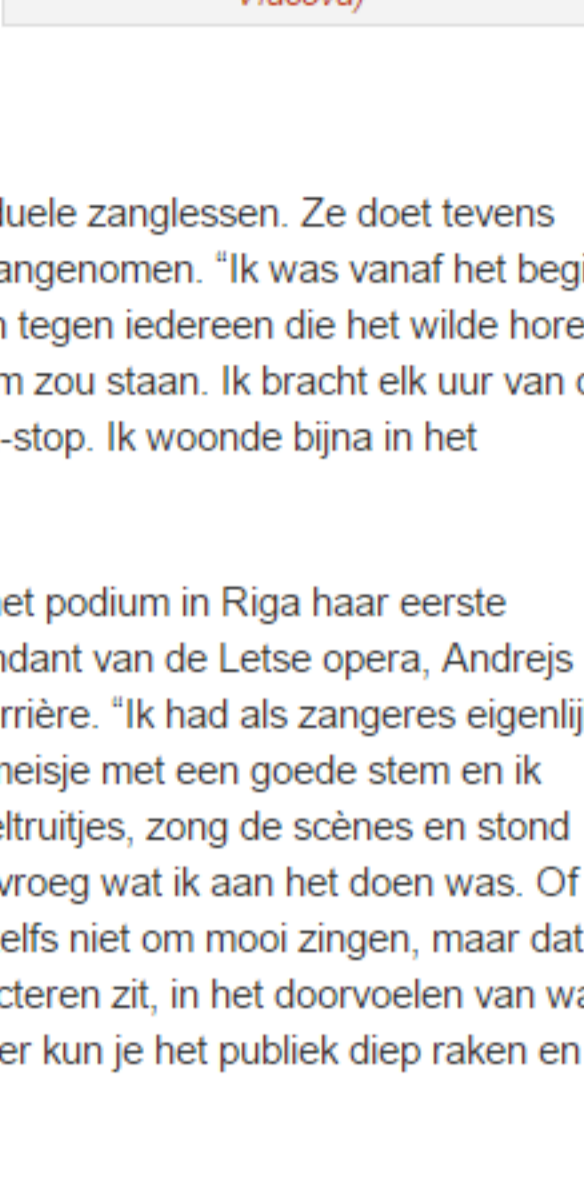 duele zanglessen. Ze doet tevens
angenomen. “Ik was vanaf het begi
n tegen iedereen die het wilde hore
m zou staan. Ik bracht elk uur van
-stop. Ik woonde bijna in het
het podium in Riga haar eerste
ndant van de Letse opera, Andrejs
rrière. “Ik had als zangeres eigenlij
meisje met een goede stem en ik
eltruitjes, zong de scènes en stond
vroeg wat ik aan het doen was. Of
elfs niet om mooi zingen, maar dat
cteren zit, in het doorvoelen van wa
er kun je het publiek diep raken en